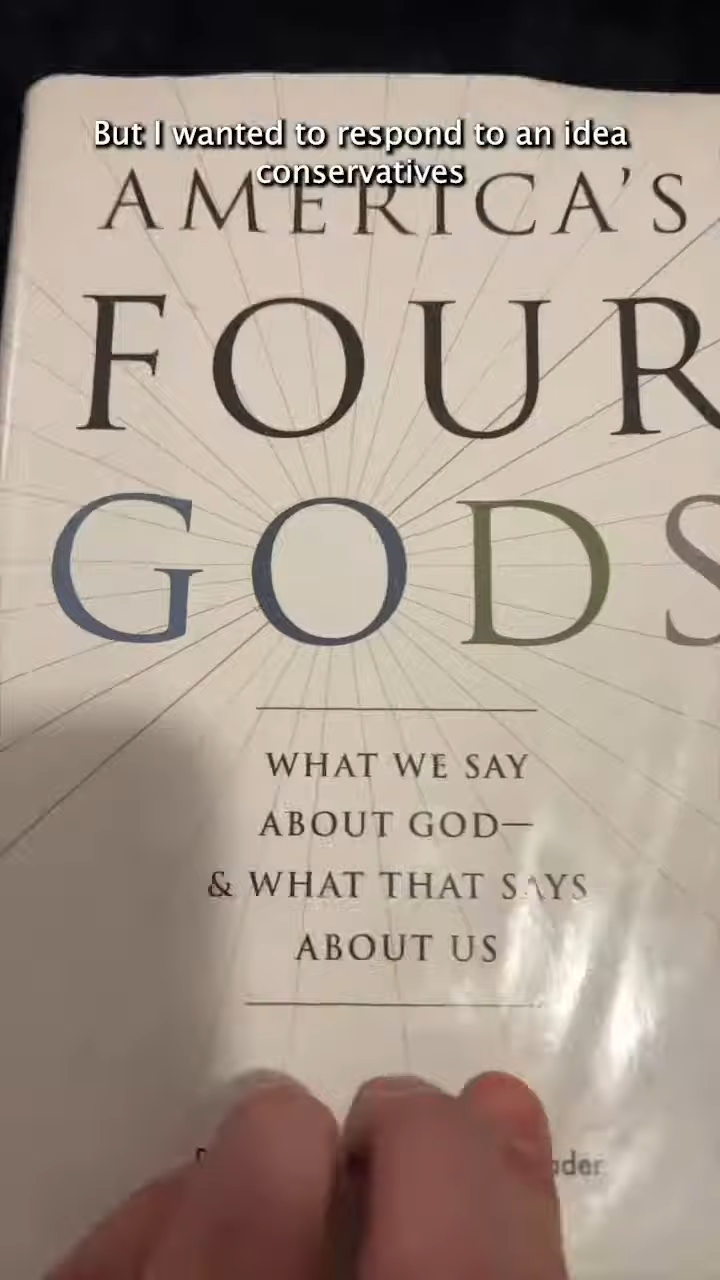 But I wanted to respond to an idea
conservatives
AMERICA'S
FOUR
GODS
WHAT WE SAY
ABOUT GOD—
& WHAT THAT SAYS
ABOUT US